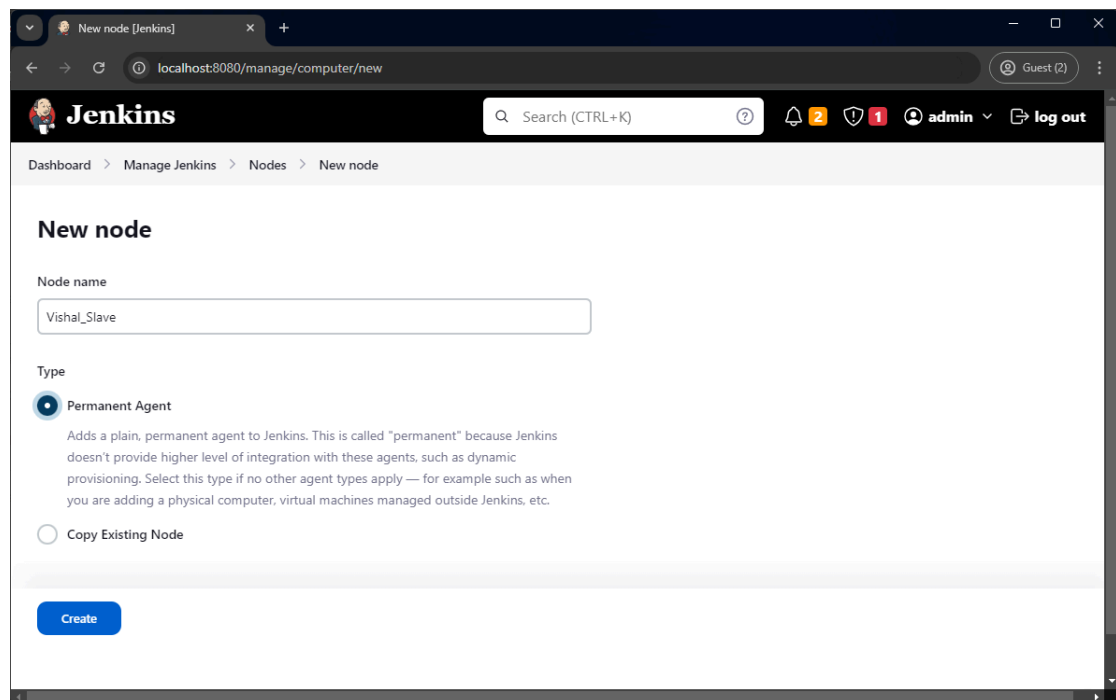 New node [Jenkins]
localhost:8080/manage/computer/new
Guest (2)
Jenkins
Search (CTRL+K)
2
1
admin
log out
Dashboard > Manage Jenkins > Nodes > New node
New node
Node name
Vishal_Slave
Type
Permanent Agent
Adds a plain, permanent agent to Jenkins. This is called "permanent" because Jenkins
doesn't provide higher level of integration with these agents, such as dynamic
provisioning. Select this type if no other agent types apply — for example such as when
you are adding a physical computer, virtual machines managed outside Jenkins, etc.
Copy Existing Node
Create